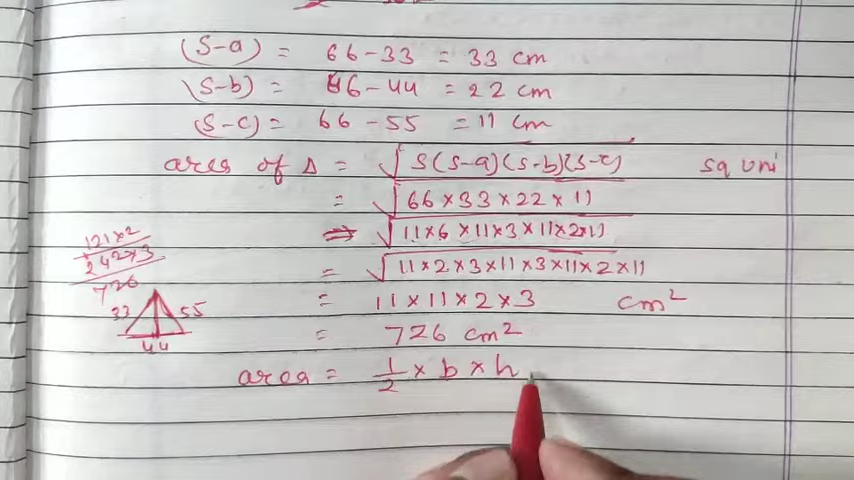 (S-a) = 66-33 = 33 cm
(S-b) = 66-44 = 22 cm
(S-c) = 66-55 = 11 cm
area of Δ = √S(S-a)(S-b)(S-c) sq uni
= √66×33×22×11
⇒ √11×6×11×3×11×2×11
= √11×2×3×11×3×11×2×11
= 11×11×2×3 cm²
= 726 cm²
area = 1/2 × b × h
121×2
242×3
726
33 55
44